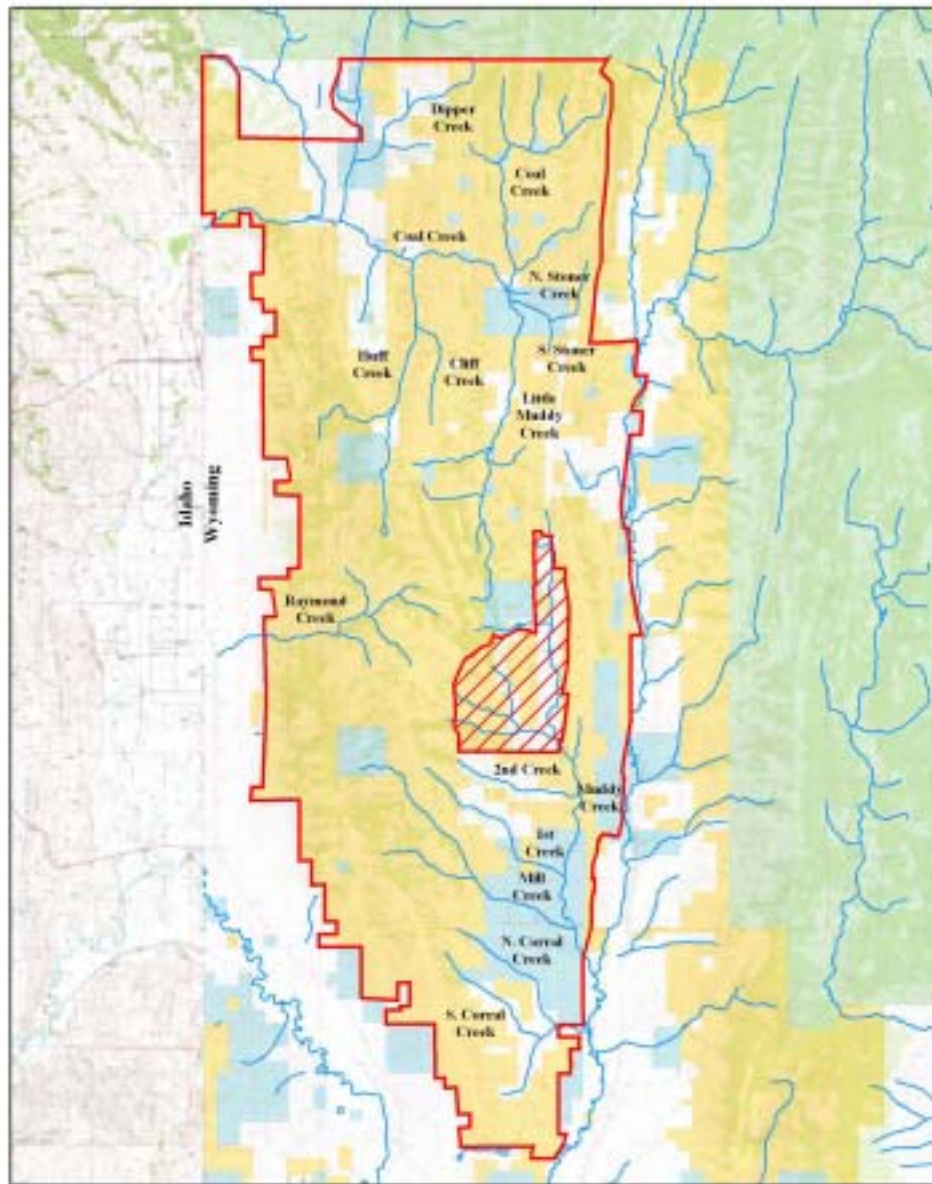 Dipper
Creek
Coal
Creek
Coal Creek
N. Stoner
Creek
S. Stoner
Creek
Huff
Creek
Cliff
Creek
Little
Muddy
Creek
Idaho
Wyoming
Raymond
Creek
2nd Creek
Muddy
Creek
1st
Creek
Mill
Creek
N. Corral
Creek
S. Corral
Creek